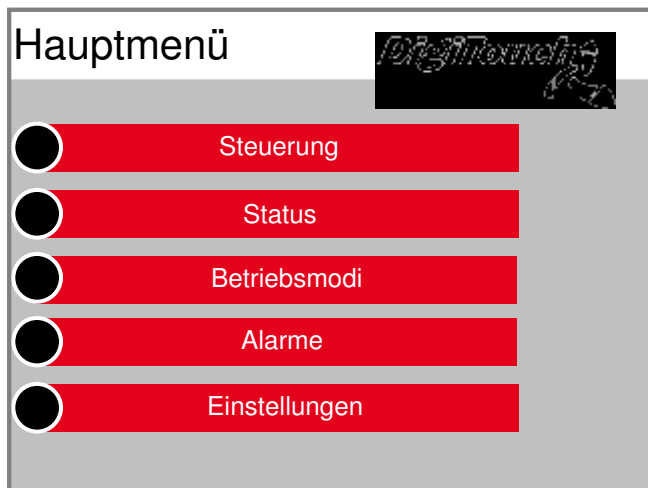 Hauptmenü
DigiTouch
Steuerung
Status
Betriebsmodi
Alarme
Einstellungen